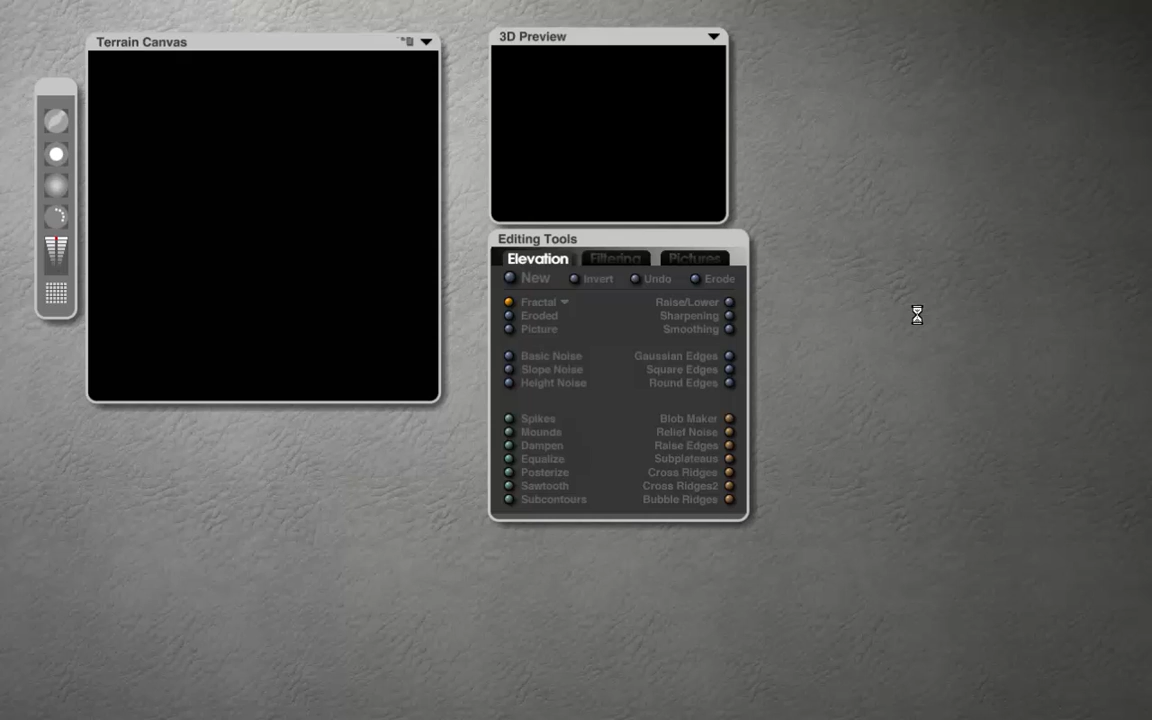 Terrain Canvas
3D Preview
Editing Tools
Elevation Filtering Pictures
New Invert Undo Erode
Fractal Raise/Lower
Eroded Sharpening
Picture Smoothing
Basic Noise Gaussian Edges
Slope Noise Square Edges
Height Noise Round Edges
Spikes Blob Maker
Mounds Relief Noise
Dampen Raise Edges
Equalize Subplateaus
Posterize Cross Ridges
Sawtooth Cross Ridges2
Subcontours Bubble Ridges